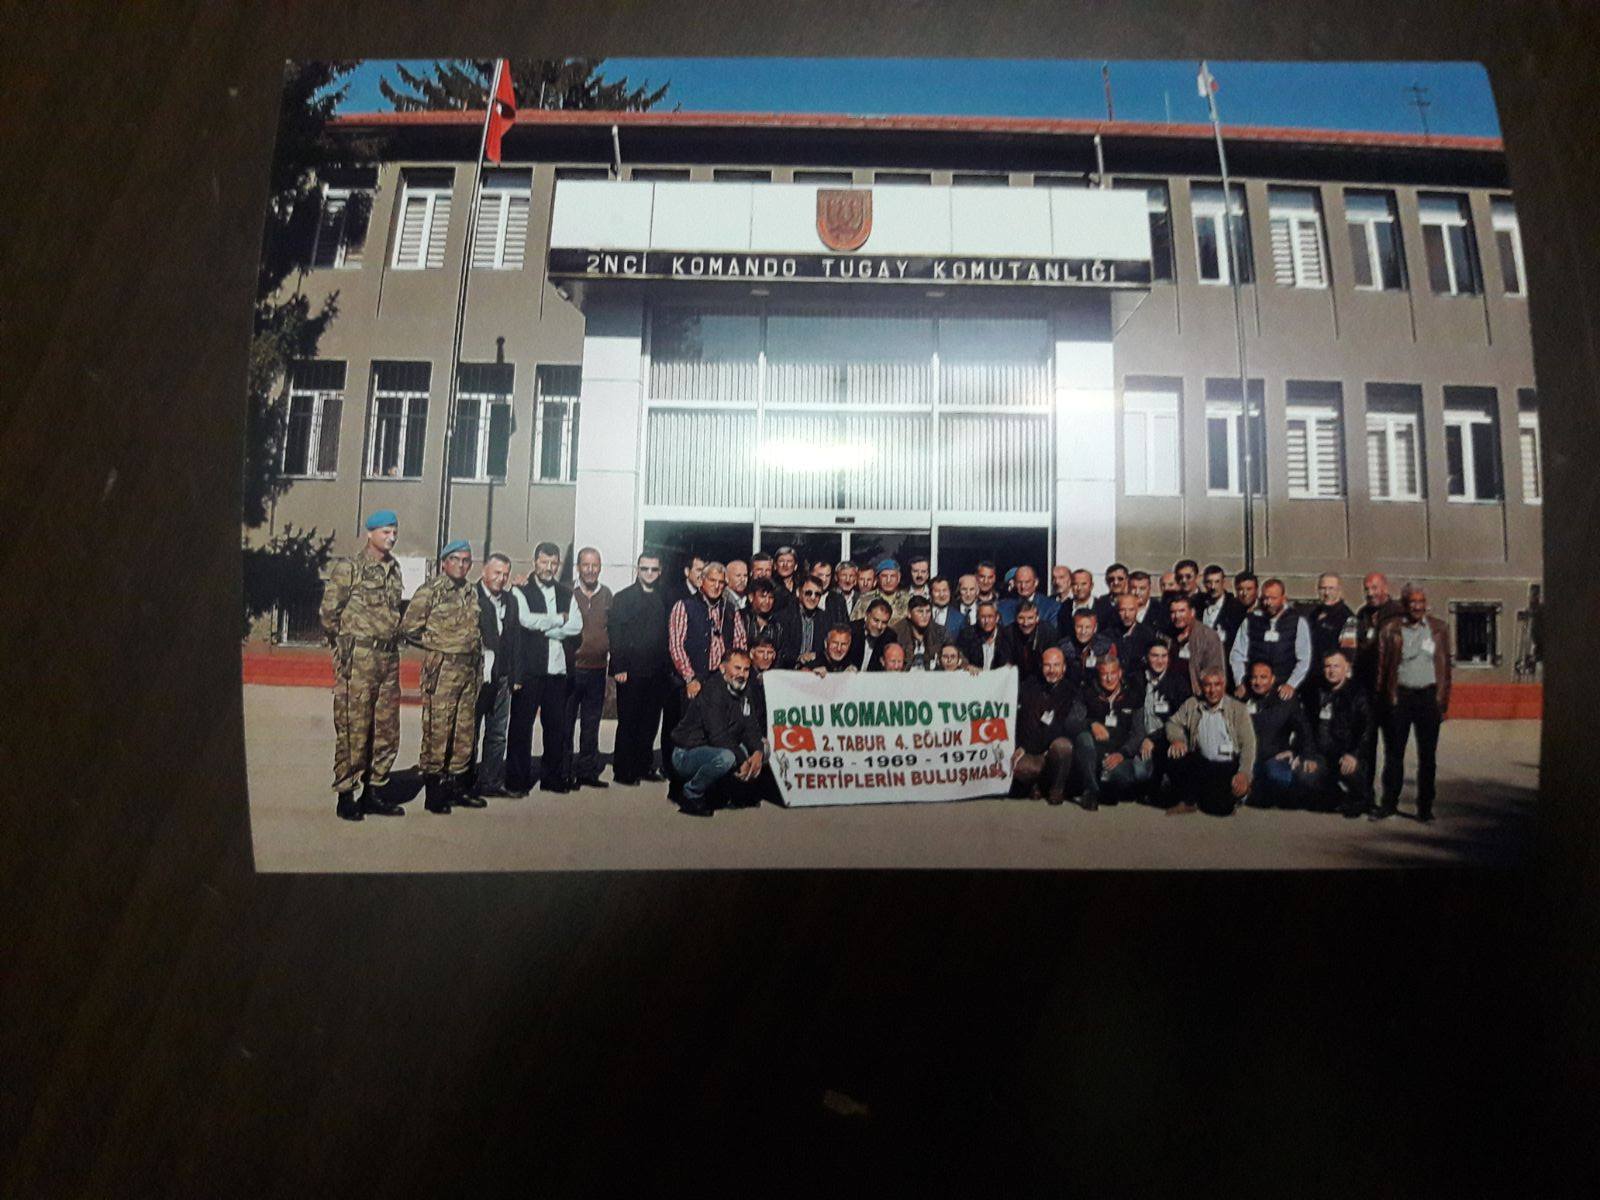 2'NCİ KOMANDO TUGAY KOMUTANLIĞI
BOLU KOMANDO TUGAYI
2. TABUR 4. BÖLÜK
1968 - 1969 - 1970
TERTİPLERİN BULUŞMASI